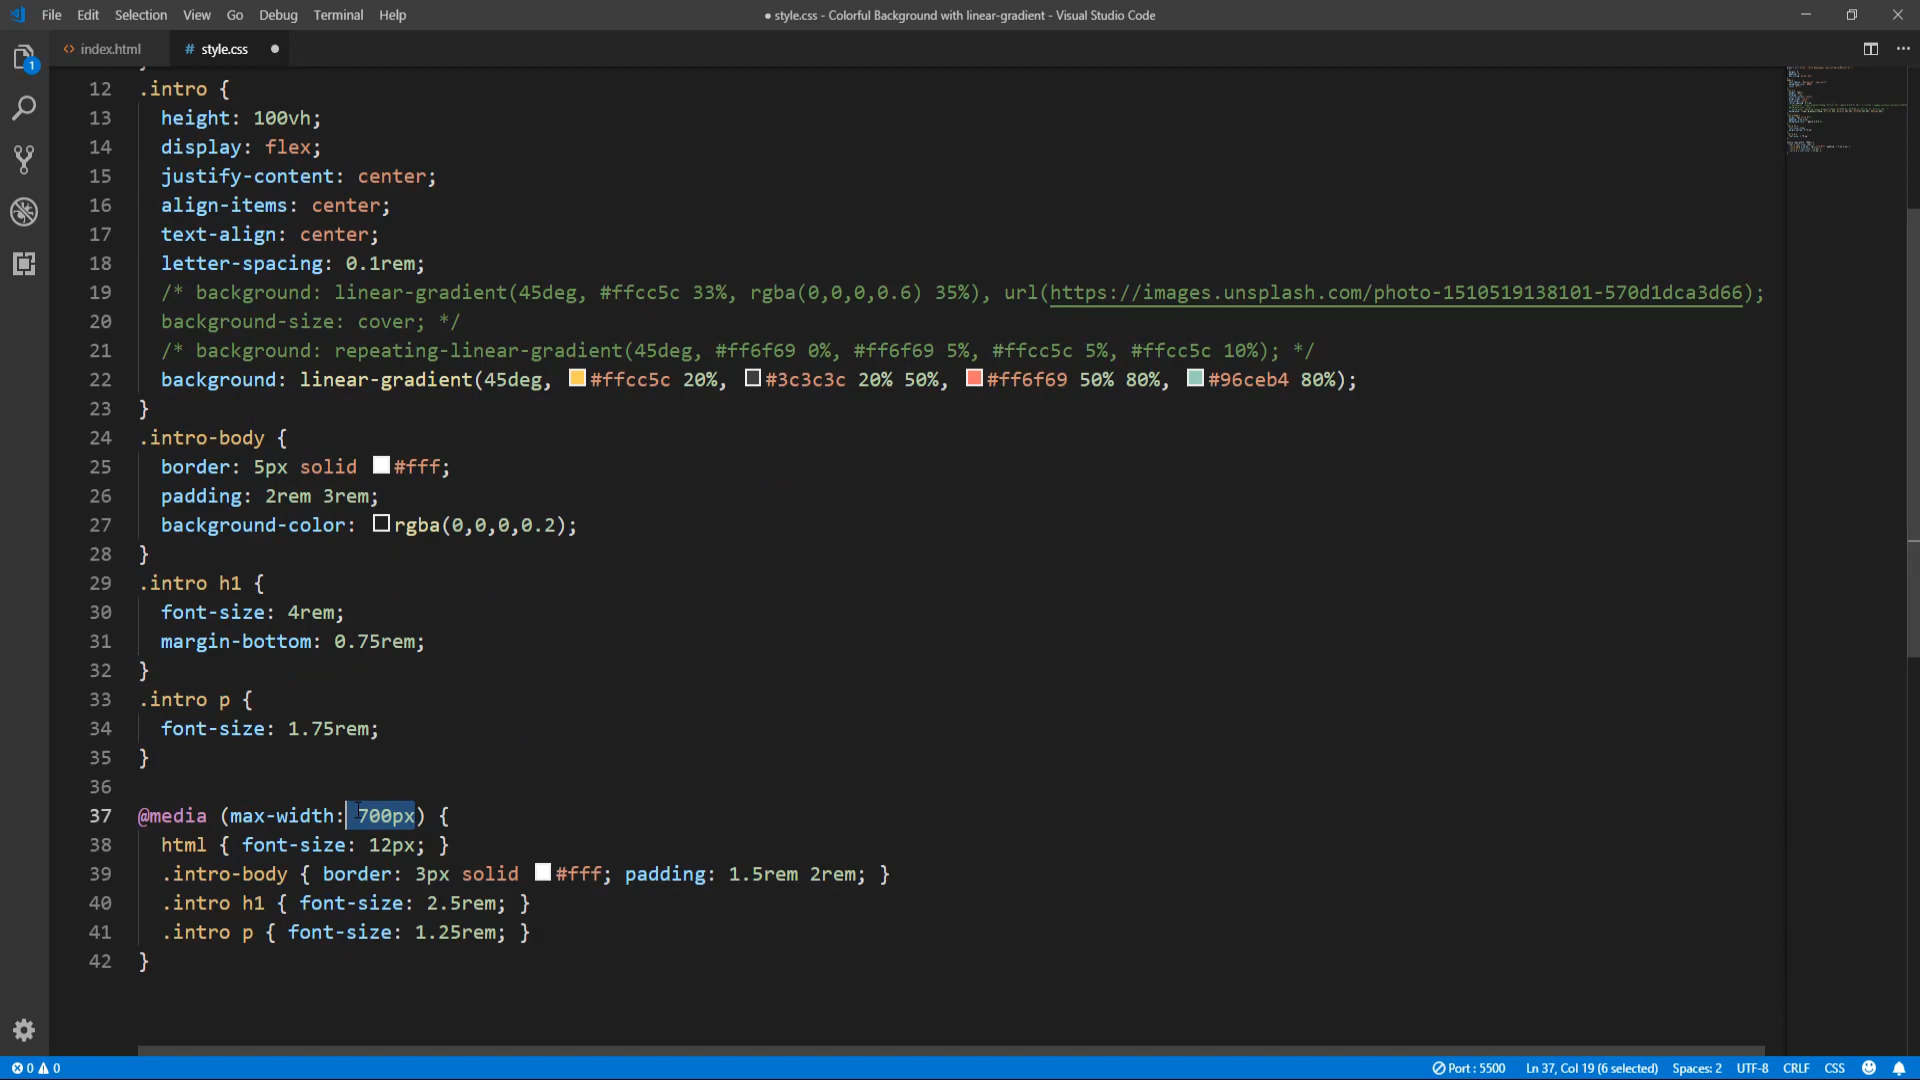 File Edit Selection View Go Debug Terminal Help
● style.css - Colorful Background with linear-gradient - Visual Studio Code
<> index.html
# style.css ●
1
12 .intro {
13 height: 100vh;
14 display: flex;
15 justify-content: center;
16 align-items: center;
17 text-align: center;
18 letter-spacing: 0.1rem;
19 /* background: linear-gradient(45deg, #ffcc5c 33%, rgba(0,0,0,0.6) 35%), url(https://images.unsplash.com/photo-1510519138101-570d1dca3d66);
20 background-size: cover; */
21 /* background: repeating-linear-gradient(45deg, #ff6f69 0%, #ff6f69 5%, #ffcc5c 5%, #ffcc5c 10%); */
22 background: linear-gradient(45deg, #ffcc5c 20%, #3c3c3c 20% 50%, #ff6f69 50% 80%, #96ceb4 80%);
23 }
24 .intro-body {
25 border: 5px solid #fff;
26 padding: 2rem 3rem;
27 background-color: rgba(0,0,0,0.2);
28 }
29 .intro h1 {
30 font-size: 4rem;
31 margin-bottom: 0.75rem;
32 }
33 .intro p {
34 font-size: 1.75rem;
35 }
36
37 @media (max-width: 700px) {
38 html { font-size: 12px; }
39 .intro-body { border: 3px solid #fff; padding: 1.5rem 2rem; }
40 .intro h1 { font-size: 2.5rem; }
41 .intro p { font-size: 1.25rem; }
42 }
0 0 Port : 5500 Ln 37, Col 19 (6 selected) Spaces: 2 UTF-8 CRLF CSS